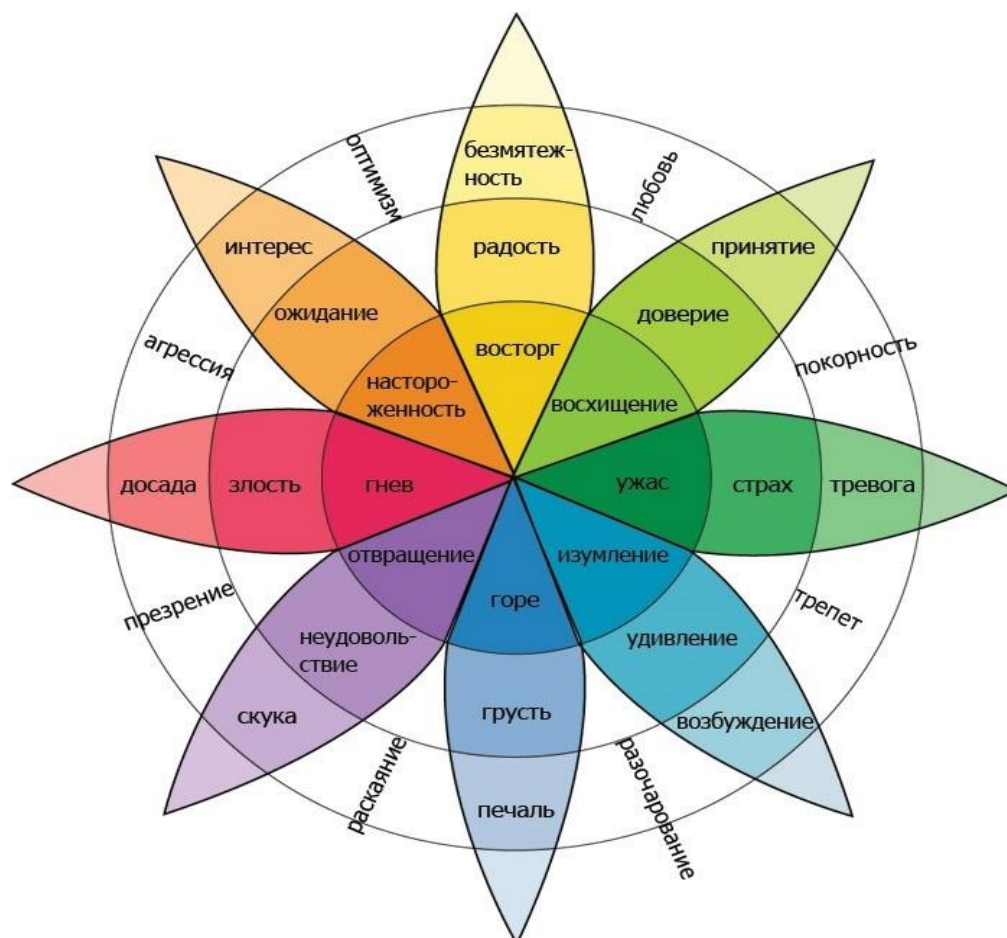 безмятеж-
ность
оптимизм
любовь
интерес
радость
принятие
ожидание
доверие
агрессия
восторг
покорность
насторо-
женность
восхищение
досада
злость
гнев
ужас
страх
тревога
отвращение
изумление
презрение
горе
трепет
неудоволь-
ствие
удивление
скука
грусть
возбуждение
раскаяние
разочарование
печаль